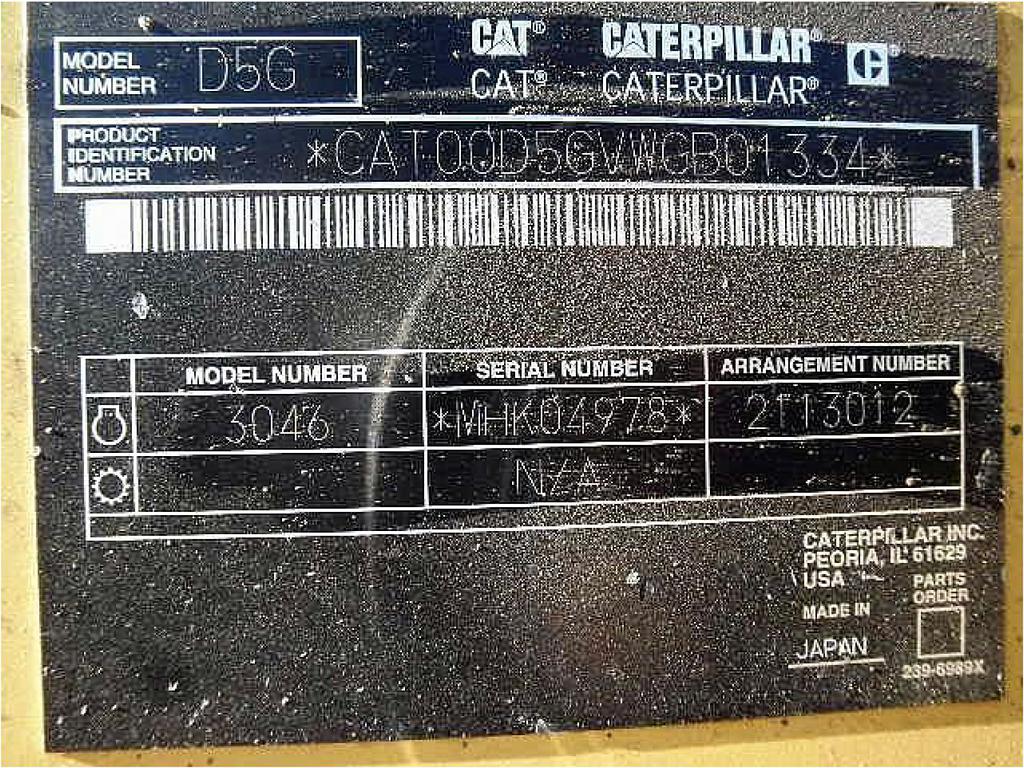 MODEL NUMBER D5G
CAT® CATERPILLAR® C®
CAT® CATERPILLAR®
PRODUCT IDENTIFICATION NUMBER *CAT00D5GVWGB01334*
MODEL NUMBER SERIAL NUMBER ARRANGEMENT NUMBER
3046 *MHK04978* 2113012
N/A
CATERPILLAR INC.
PEORIA, IL 61629
USA
PARTS
ORDER
MADE IN
JAPAN
239-6989X